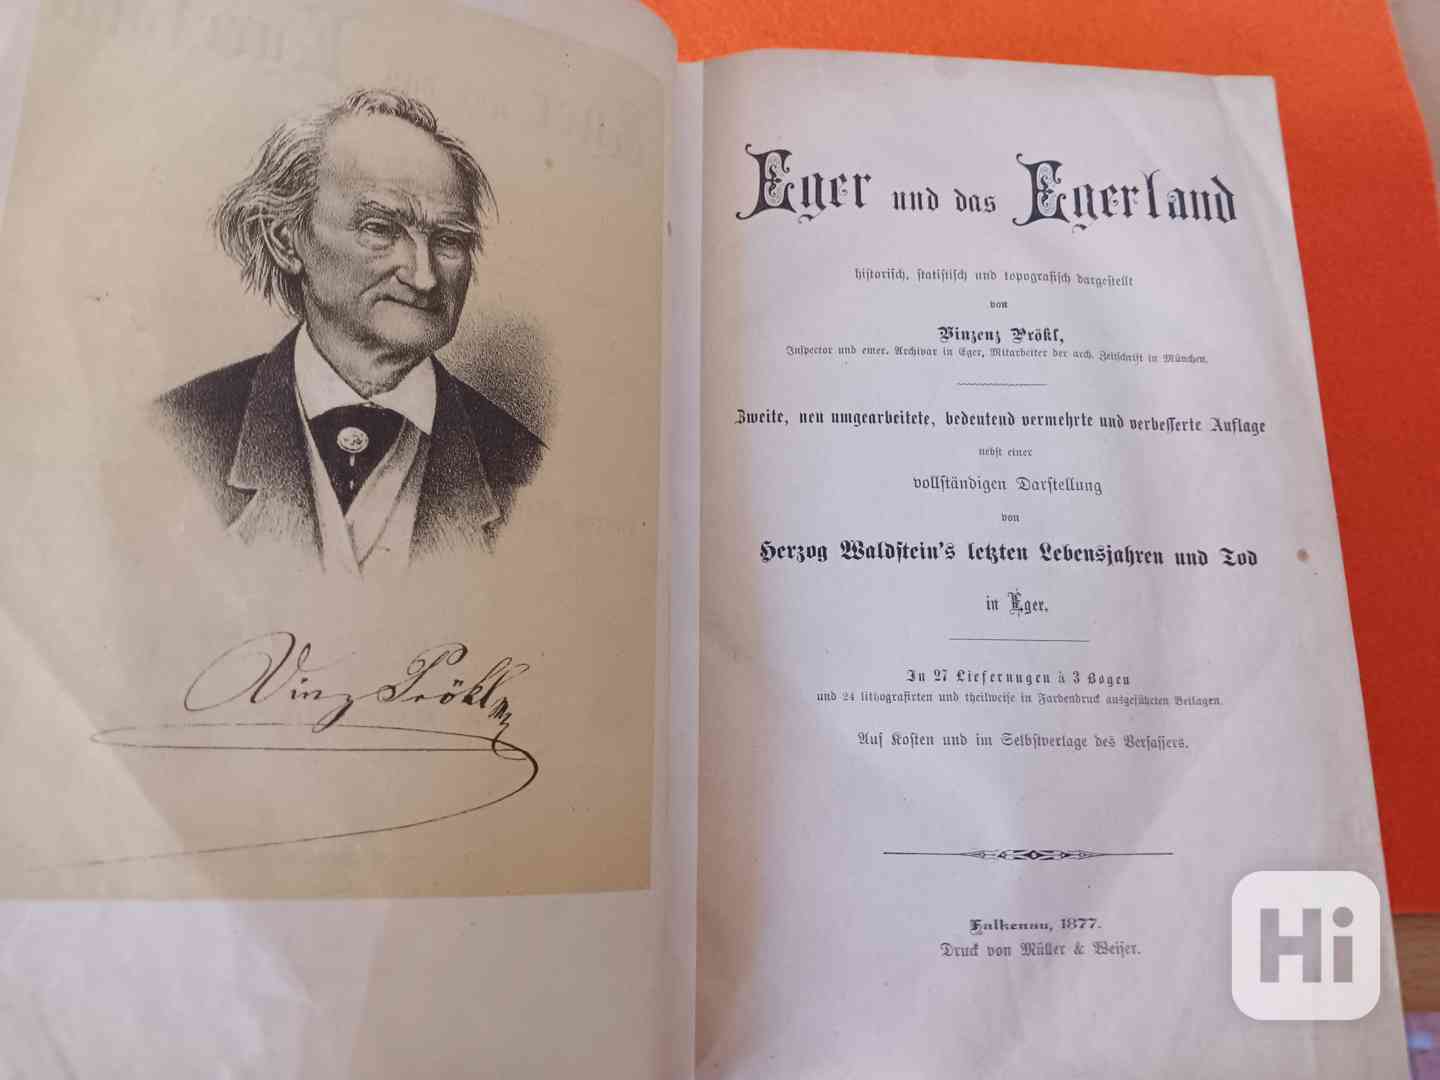 Vinz Prökl
Eger und das Egerland
historisch, statistisch und topografisch dargestellt
von
Vinzenz Prökl,
Inspector und emer. Archivar in Eger, Mitarbeiter der arch. Zeitschrift in München.
Zweite, neu umgearbeitete, bedeutend vermehrte und verbesserte Auflage
nebst einer
vollständigen Darstellung
von
Herzog Waldstein's letzten Lebensjahren und Tod
in Eger.
In 27 Lieferungen à 3 Bogen
und 24 lithografirten und theilweise in Farbendruck ausgeführten Beilagen.
Auf Kosten und im Selbstverlage des Verfassers.
Falkenau, 1877.
Druck von Müller & Weiser.
Hi